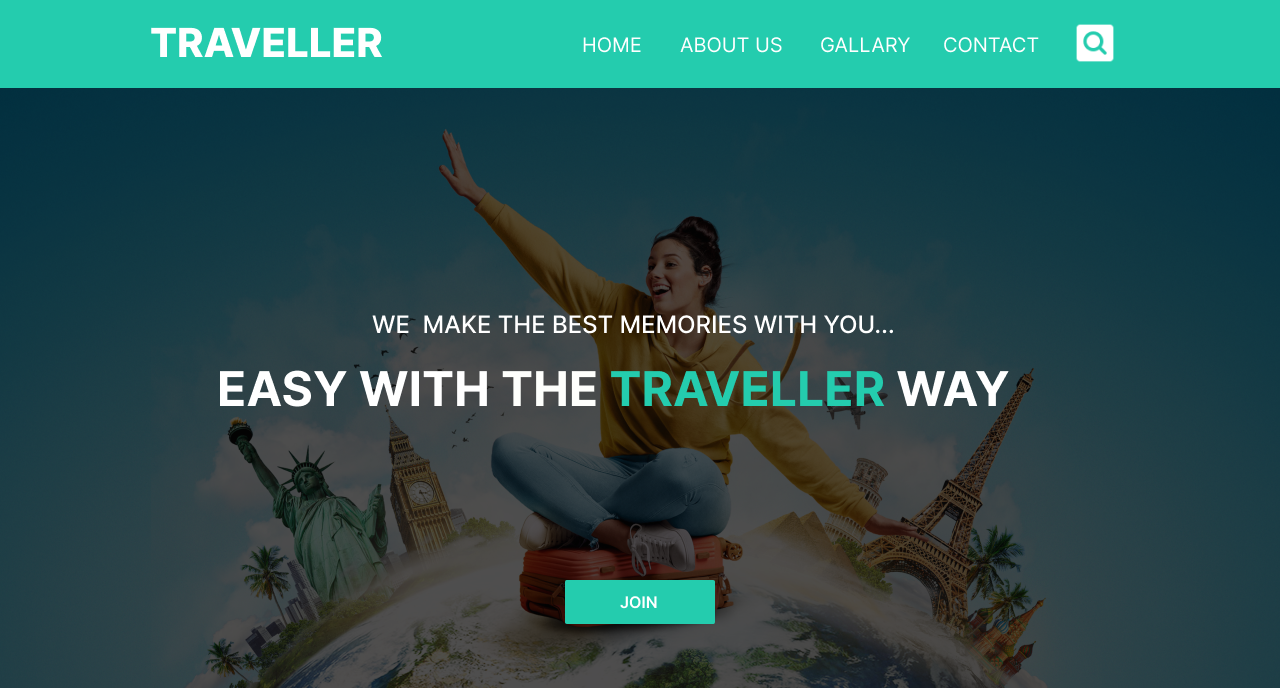 TRAVELLER
HOME ABOUT US GALLARY CONTACT
WE MAKE THE BEST MEMORIES WITH YOU...
EASY WITH THE TRAVELLER WAY
JOIN